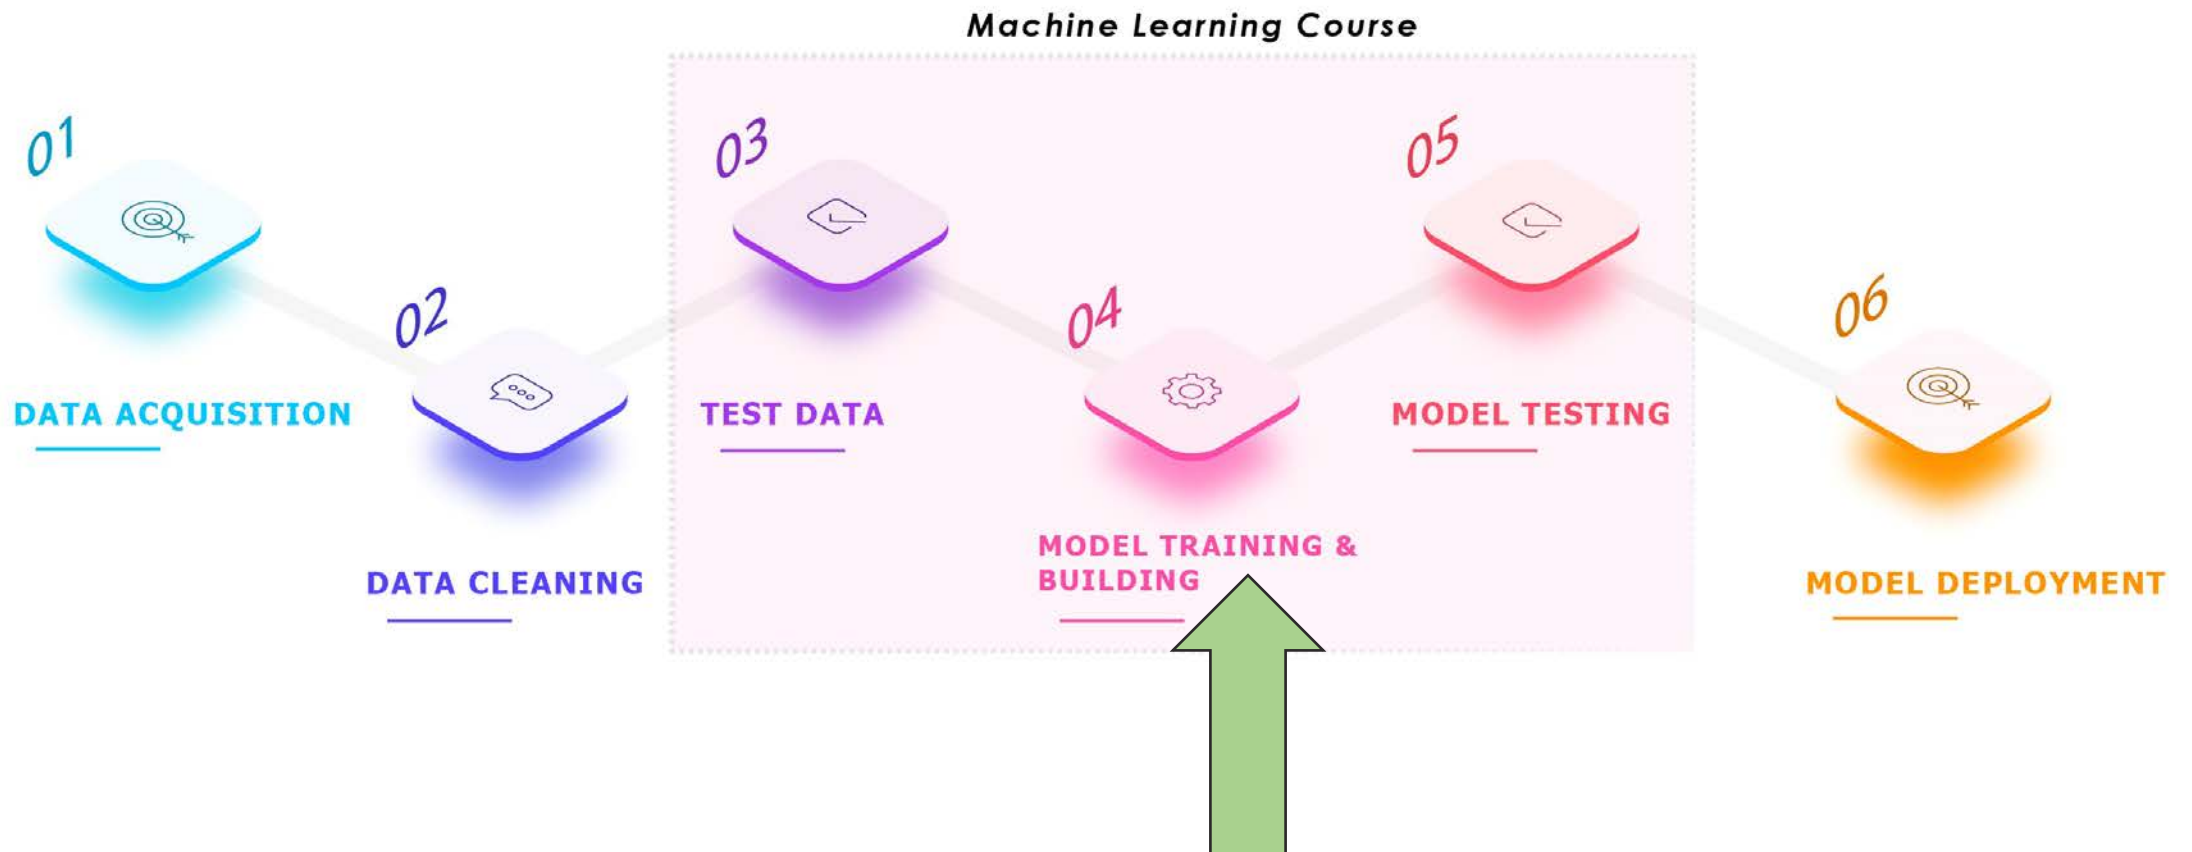 Machine Learning Course
01
DATA ACQUISITION
02
DATA CLEANING
03
TEST DATA
04
MODEL TRAINING &
BUILDING
05
MODEL TESTING
06
MODEL DEPLOYMENT